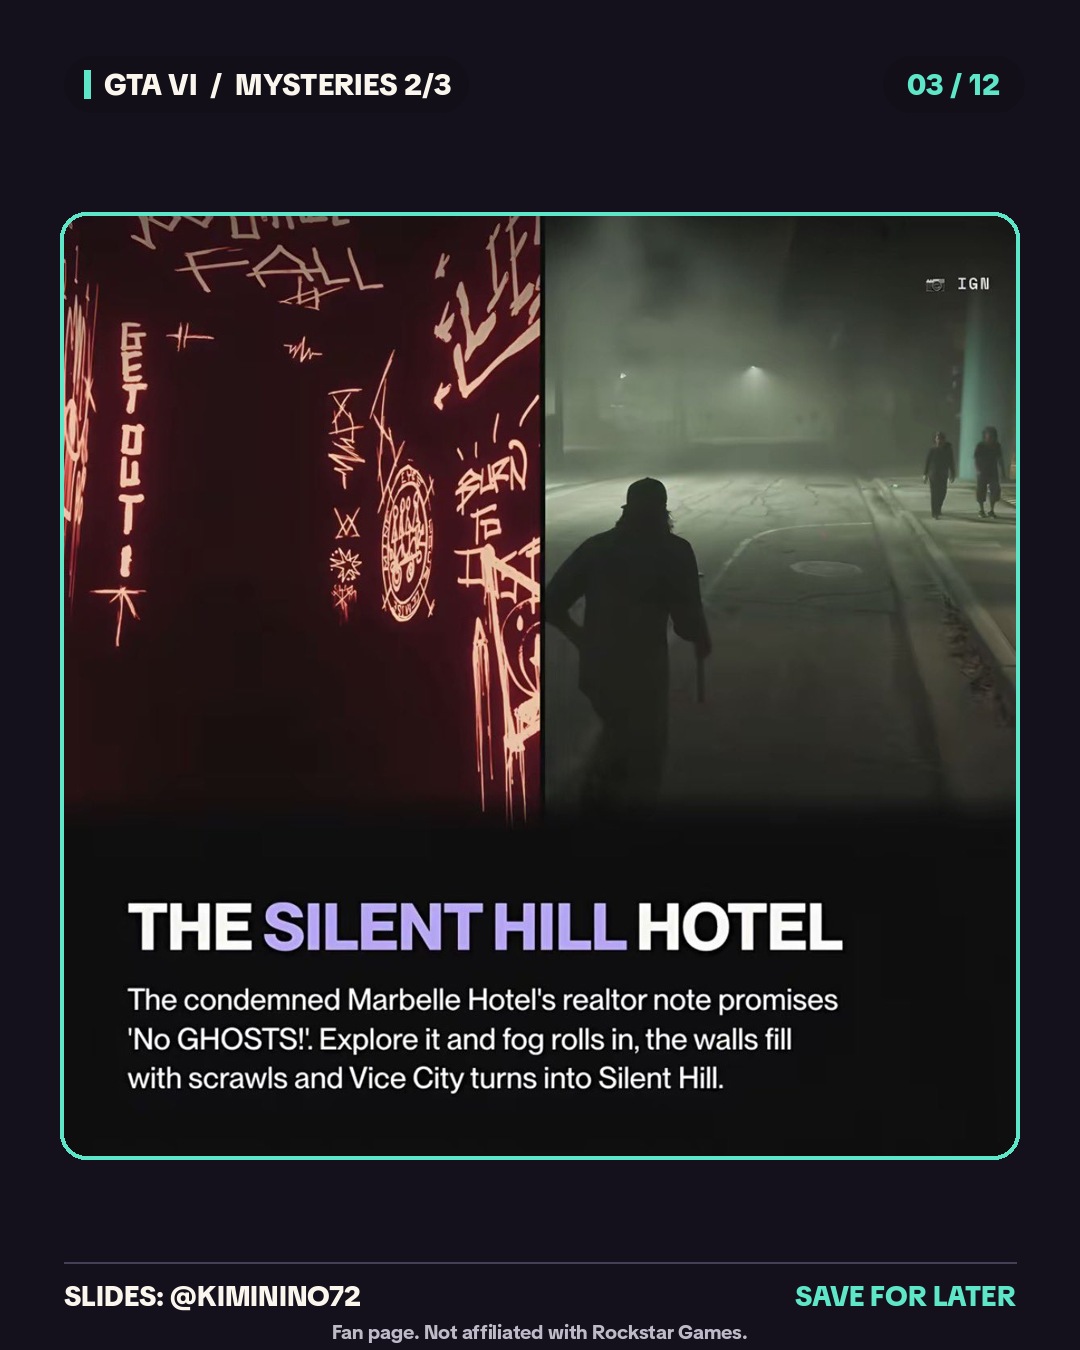 GTA VI / MYSTERIES 2/3
03 / 12
FALL
GET OUT!
BURN
TO
IGN
THE SILENT HILL HOTEL
The condemned Marbelle Hotel's realtor note promises
'No GHOSTS!'. Explore it and fog rolls in, the walls fill
with scrawls and Vice City turns into Silent Hill.
SLIDES: @KIMININO72
SAVE FOR LATER
Fan page. Not affiliated with Rockstar Games.